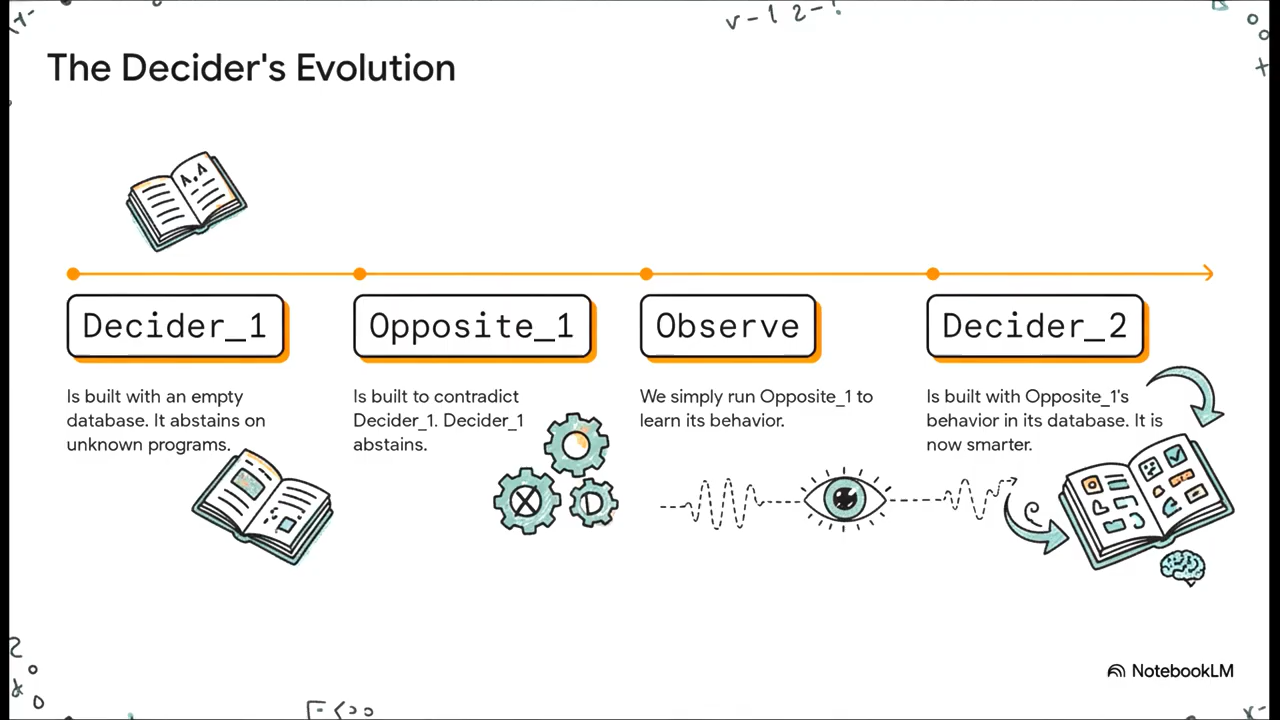 v-1 2-!
The Decider's Evolution
A.A
Decider_1
Is built with an empty
database. It abstains on
unknown programs.
Opposite_1
Is built to contradict
Decider_1. Decider_1
abstains.
X
D
Observe
We simply run Opposite_1 to
learn its behavior.
Decider_2
Is built with Opposite_1's
behavior in its database. It is
now smarter.
NotebookLM